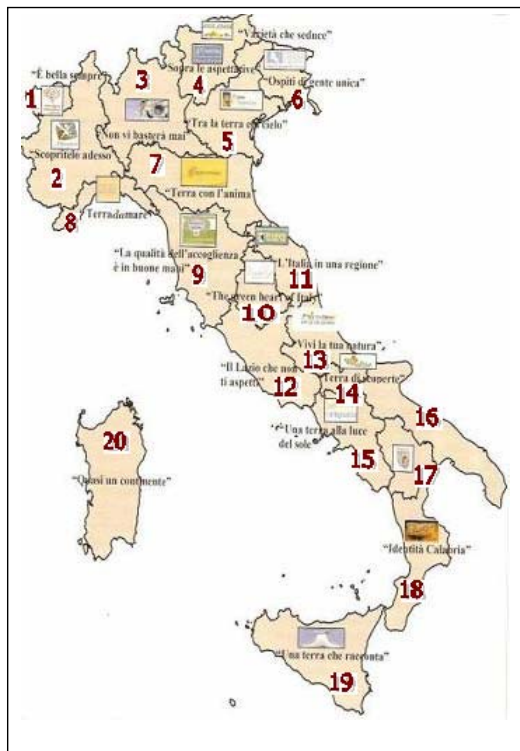 "Varietà che seduce"
"Sopra le aspettative"
4
"Ospiti di gente unica"
6
"È bella sempre"
1
3
"Non vi basterà mai"
"Tra la terra e il cielo"
5
"Scopritelo adesso"
2
7
"Terra con l'anima
"Terradamare"
8
"La qualità dell'accoglienza
è in buone mani"
9
"L'Italia in una regione"
11
"The green heart of Italy"
10
"Vivi la tua natura"
13
"Il Lazio che non
ti aspetti"
12
Terra di scoperte"
14
16
"Una terra alla luce
del sole
15
17
20
"Quasi un continente"
"Identità Calabria"
18
"Una terra che racconta"
19